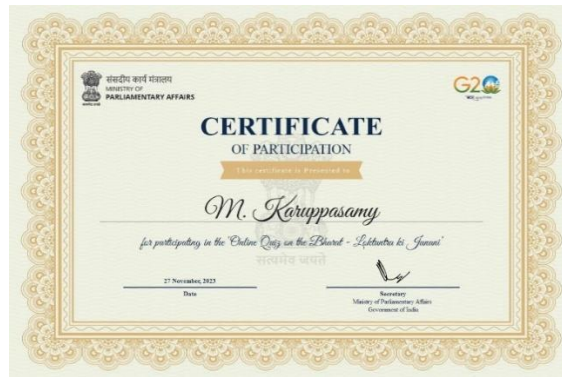 संसदीय कार्य मंत्रालय
MINISTRY OF
PARLIAMENTARY AFFAIRS
G20
CERTIFICATE
OF PARTICIPATION
This certificate is Presented to
M. Karuppasamy
for participating in the "Online Quiz on the Bharat - Loktantra ki Janani"
सत्यमेव जयते
27 November, 2023
Date
Secretary
Ministry of Parliamentary Affairs
Government of India